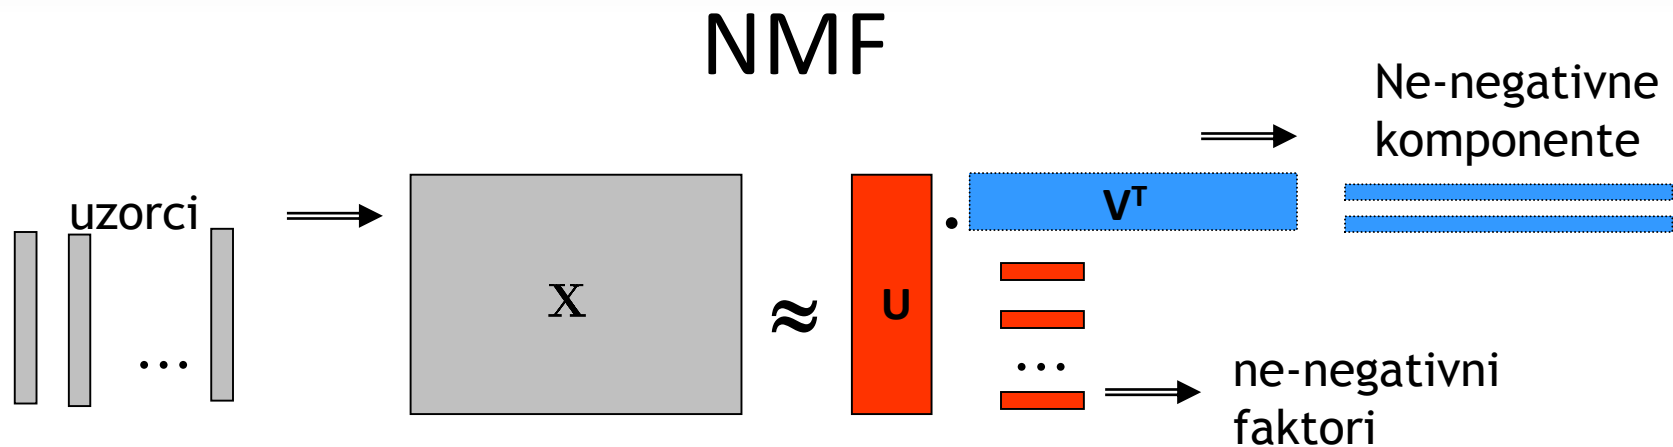 NMF
Ne-negativne
komponente
uzorci
...
X
≈
U
.
V^T
...
ne-negativni
faktori